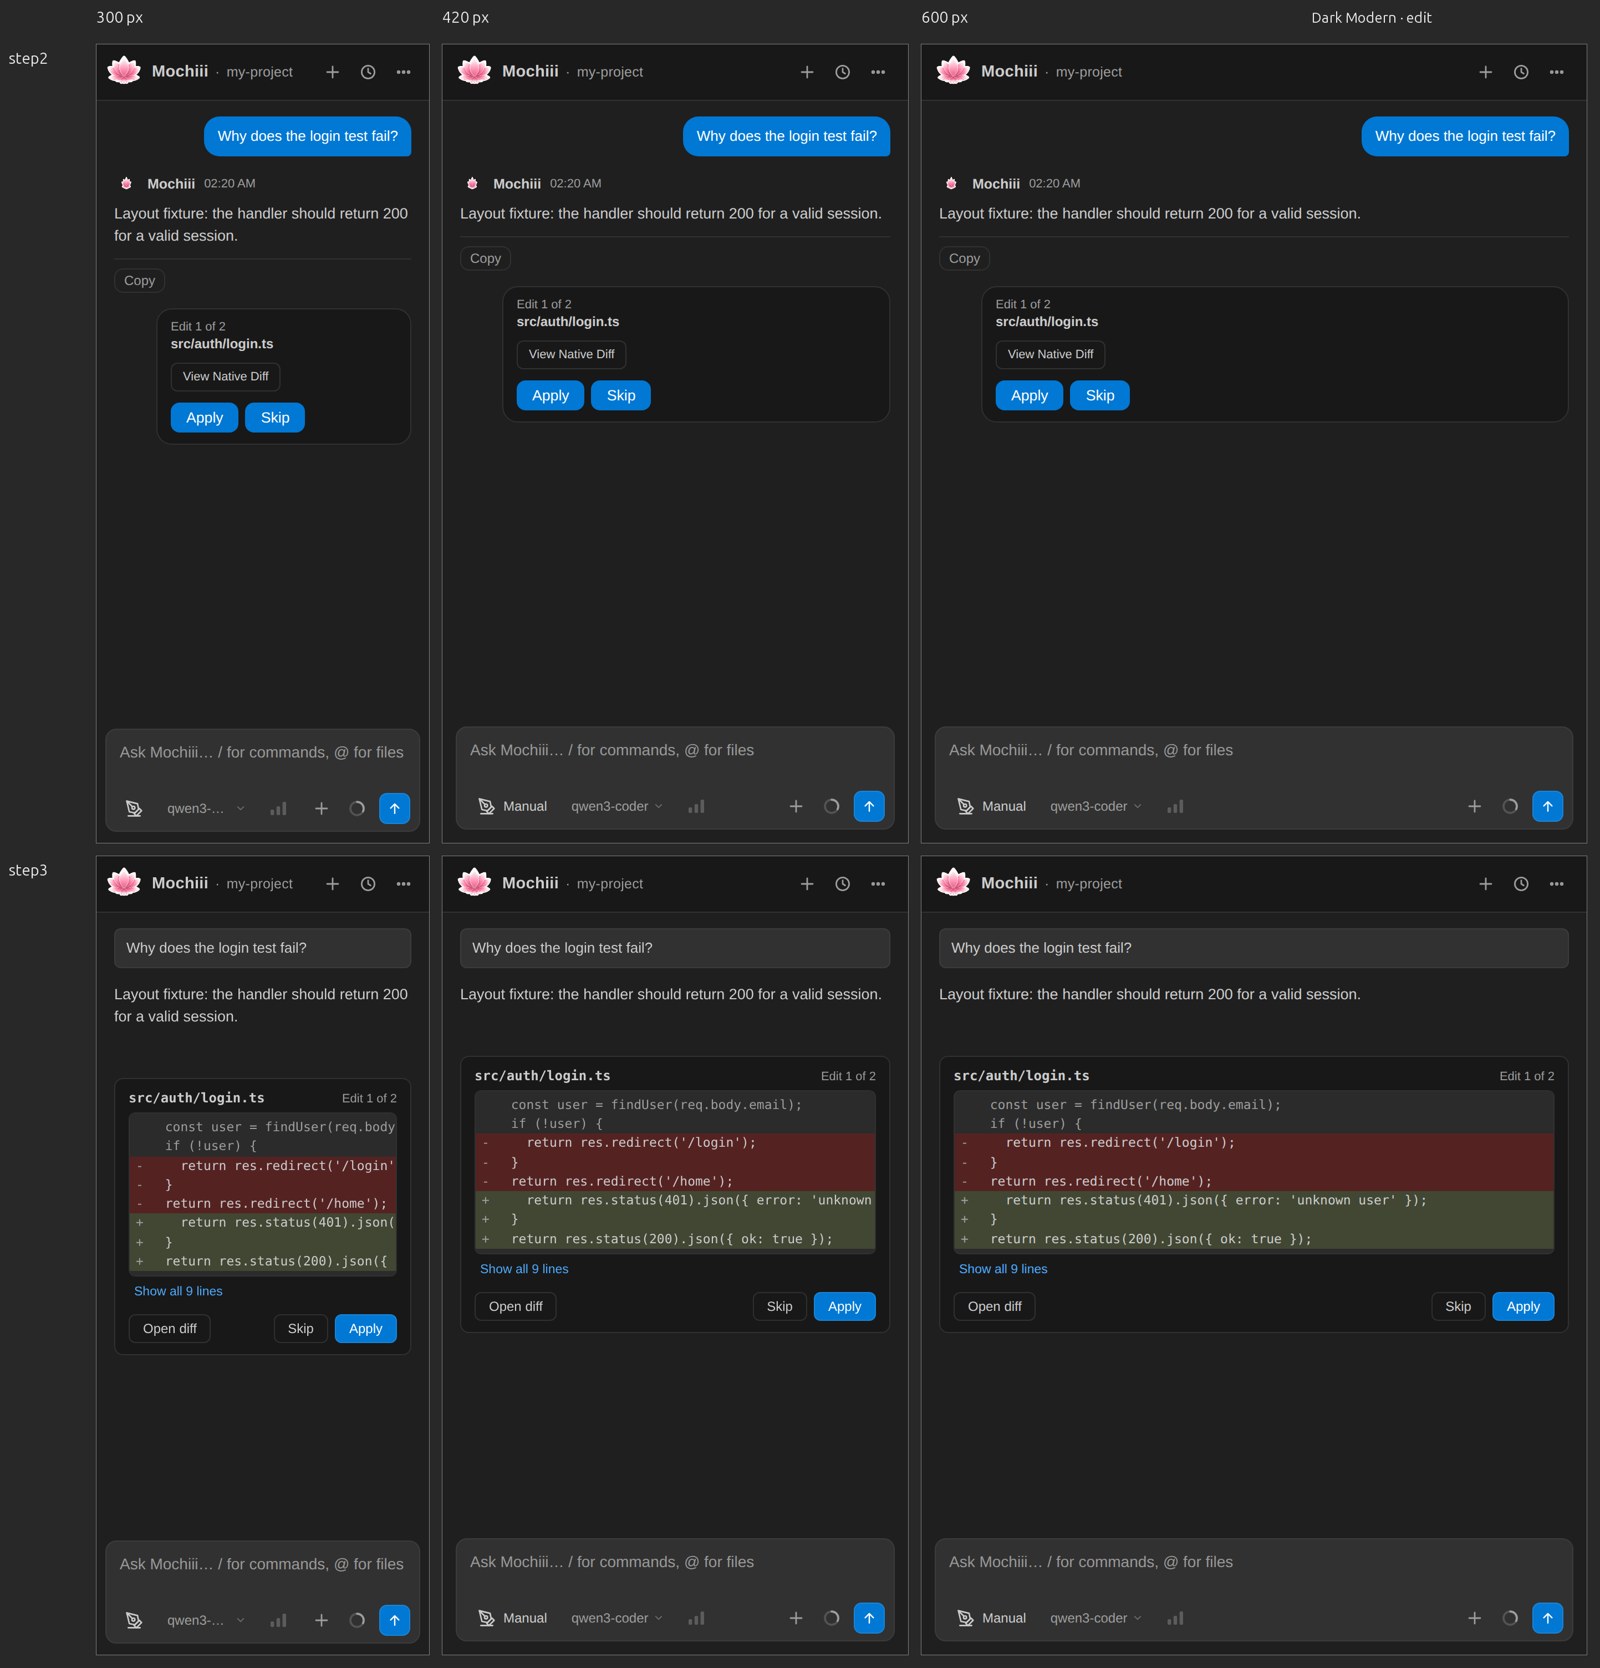 300 px
420 px
600 px
Dark Modern · edit
step2
Mochiii · my-project
Why does the login test fail?
Mochiii 02:20 AM
Layout fixture: the handler should return 200
for a valid session.
Copy
Edit 1 of 2
src/auth/login.ts
View Native Diff
Apply Skip
Ask Mochiii... / for commands, @ for files
qwen3-...
Mochiii · my-project
Why does the login test fail?
Mochiii 02:20 AM
Layout fixture: the handler should return 200 for a valid session.
Copy
Edit 1 of 2
src/auth/login.ts
View Native Diff
Apply Skip
Ask Mochiii... / for commands, @ for files
Manual qwen3-coder
Mochiii · my-project
Why does the login test fail?
Mochiii 02:20 AM
Layout fixture: the handler should return 200 for a valid session.
Copy
Edit 1 of 2
src/auth/login.ts
View Native Diff
Apply Skip
Ask Mochiii... / for commands, @ for files
Manual qwen3-coder
step3
Mochiii · my-project
Why does the login test fail?
Layout fixture: the handler should return 200
for a valid session.
src/auth/login.ts Edit 1 of 2
const user = findUser(req.body
if (!user) {
- return res.redirect('/login'
- }
- return res.redirect('/home');
+ return res.status(401).json(
+ }
+ return res.status(200).json({
Show all 9 lines
Open diff Skip Apply
Ask Mochiii... / for commands, @ for files
qwen3-...
Mochiii · my-project
Why does the login test fail?
Layout fixture: the handler should return 200 for a valid session.
src/auth/login.ts Edit 1 of 2
const user = findUser(req.body.email);
if (!user) {
- return res.redirect('/login');
- }
- return res.redirect('/home');
+ return res.status(401).json({ error: 'unknown
+ }
+ return res.status(200).json({ ok: true });
Show all 9 lines
Open diff Skip Apply
Ask Mochiii... / for commands, @ for files
Manual qwen3-coder
Mochiii · my-project
Why does the login test fail?
Layout fixture: the handler should return 200 for a valid session.
src/auth/login.ts Edit 1 of 2
const user = findUser(req.body.email);
if (!user) {
- return res.redirect('/login');
- }
- return res.redirect('/home');
+ return res.status(401).json({ error: 'unknown user' });
+ }
+ return res.status(200).json({ ok: true });
Show all 9 lines
Open diff Skip Apply
Ask Mochiii... / for commands, @ for files
Manual qwen3-coder